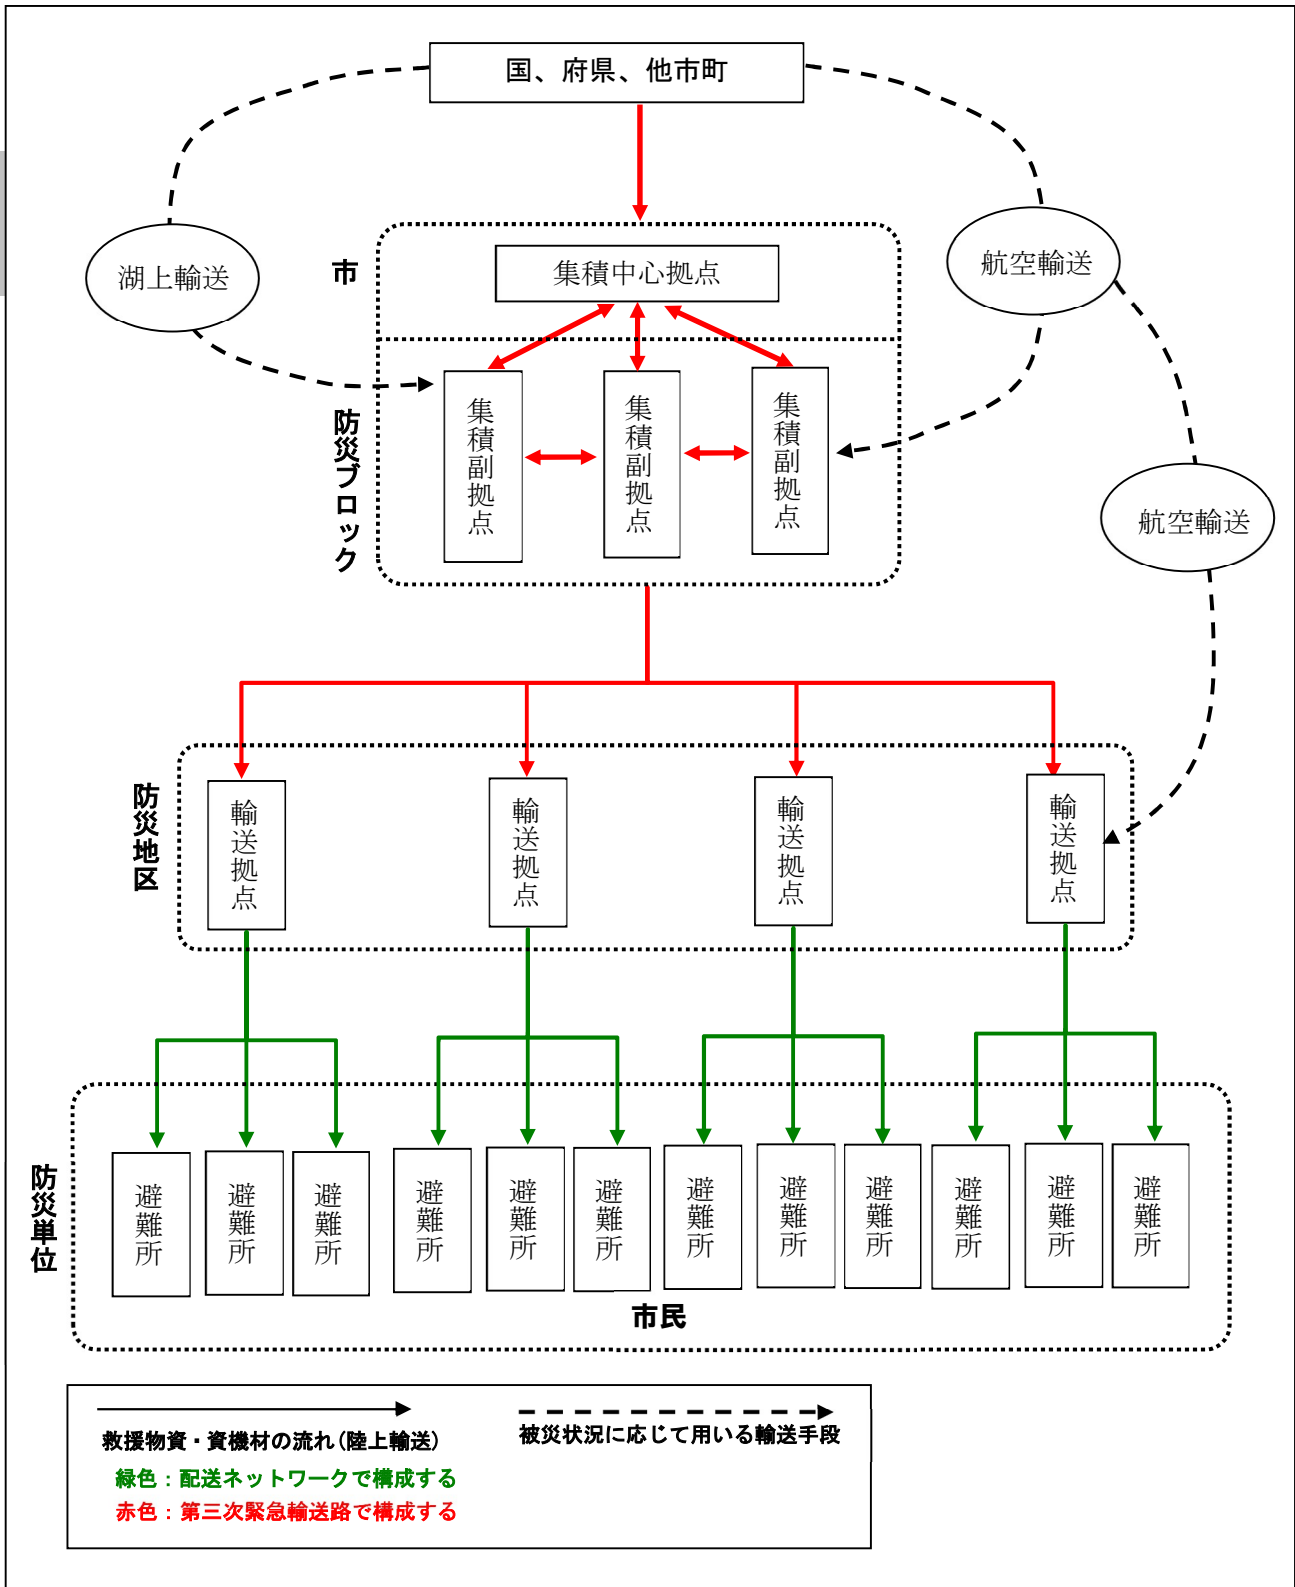 国、府県、他市町
湖上輸送
航空輸送
市
集積中心拠点
防災ブロック
集積副拠点
集積副拠点
集積副拠点
航空輸送
防災地区
輸送拠点
輸送拠点
輸送拠点
輸送拠点
防災単位
避難所
避難所
避難所
避難所
避難所
避難所
避難所
避難所
避難所
避難所
避難所
避難所
市民
救援物資・資機材の流れ(陸上輸送)
被災状況に応じて用いる輸送手段
緑色：配送ネットワークで構成する
赤色：第三次緊急輸送路で構成する